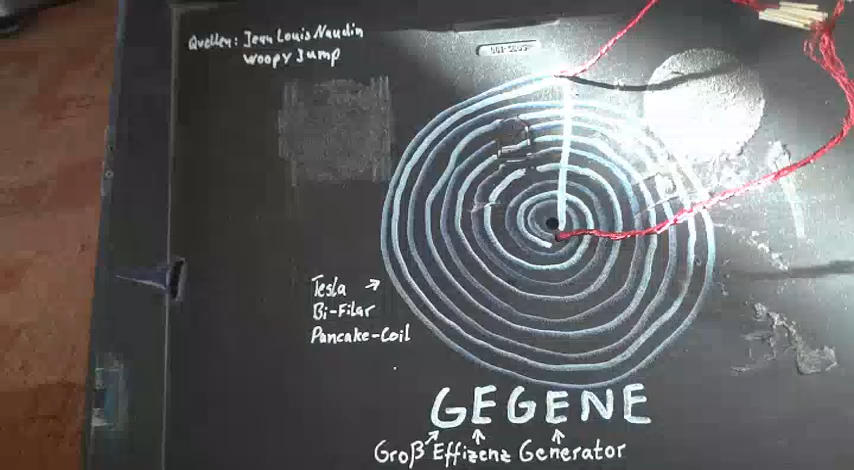 Quellen: Jean Louis Naudin
Woopy Jump
Tesla
Bi-Filar
Pancake-Coil
GEGENE
Groß Effizenz Generator